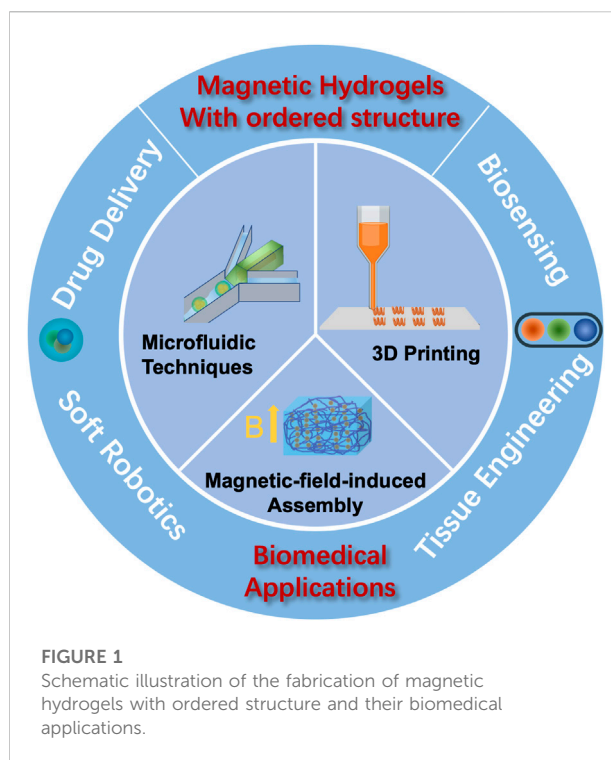 Magnetic Hydrogels
With ordered structure
Drug Delivery
Biosensing
Microfluidic
Techniques
3D Printing
B
Magnetic-field-induced
Assembly
Soft Robotics
Tissue Engineering
Biomedical
Applications
FIGURE 1
Schematic illustration of the fabrication of magnetic
hydrogels with ordered structure and their biomedical
applications.